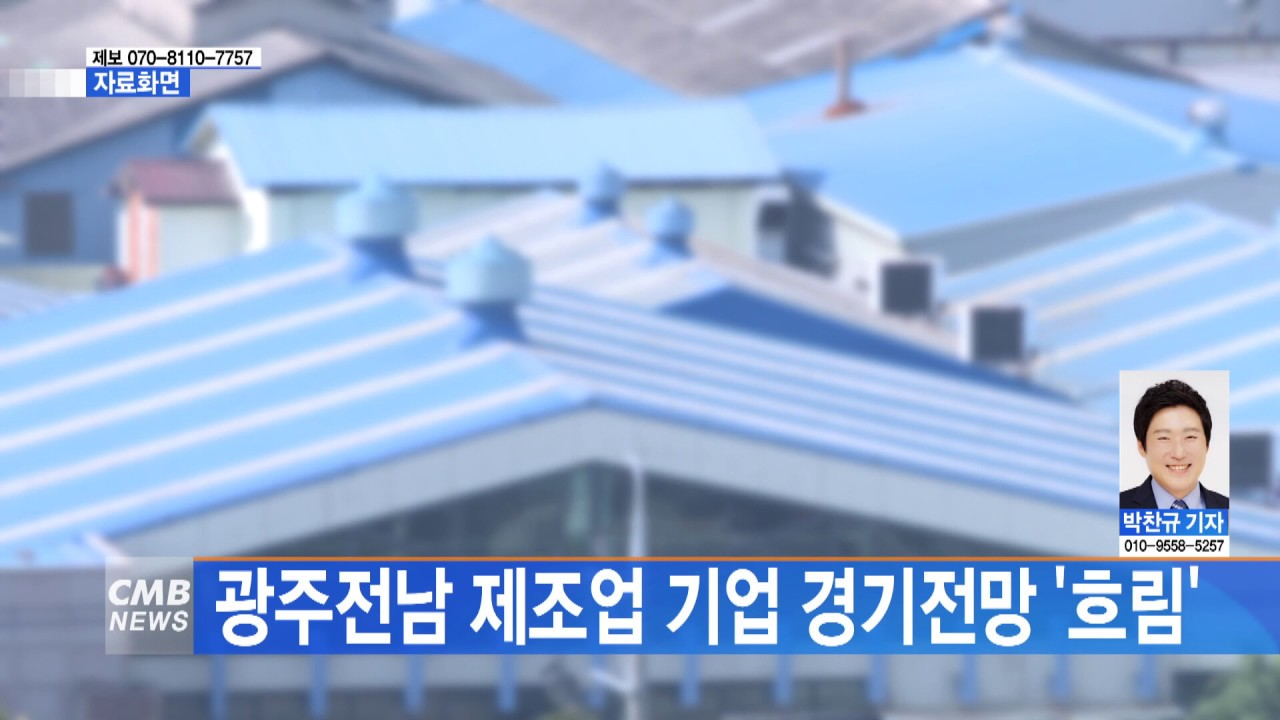 제보 070-8110-7757
자료화면
박찬규 기자
010-9558-5257
CMB
NEWS
광주전남 제조업 기업 경기전망 '흐림'